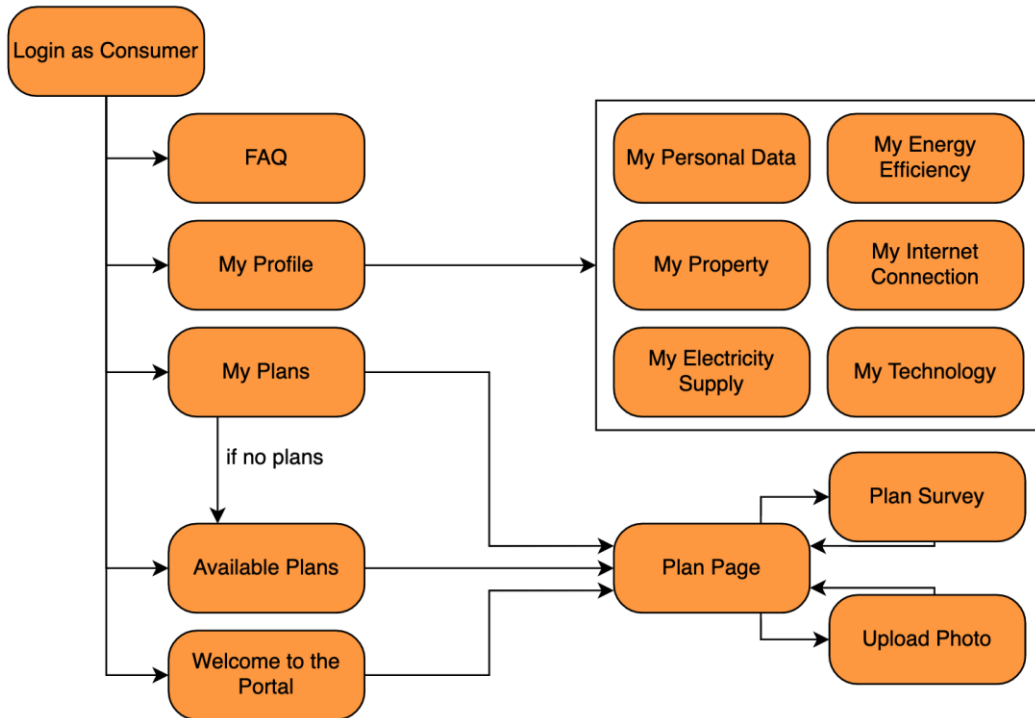 Login as Consumer
FAQ
My Profile
My Plans
if no plans
Available Plans
Welcome to the
Portal
My Personal Data
My Energy
Efficiency
My Property
My Internet
Connection
My Electricity
Supply
My Technology
Plan Page
Plan Survey
Upload Photo